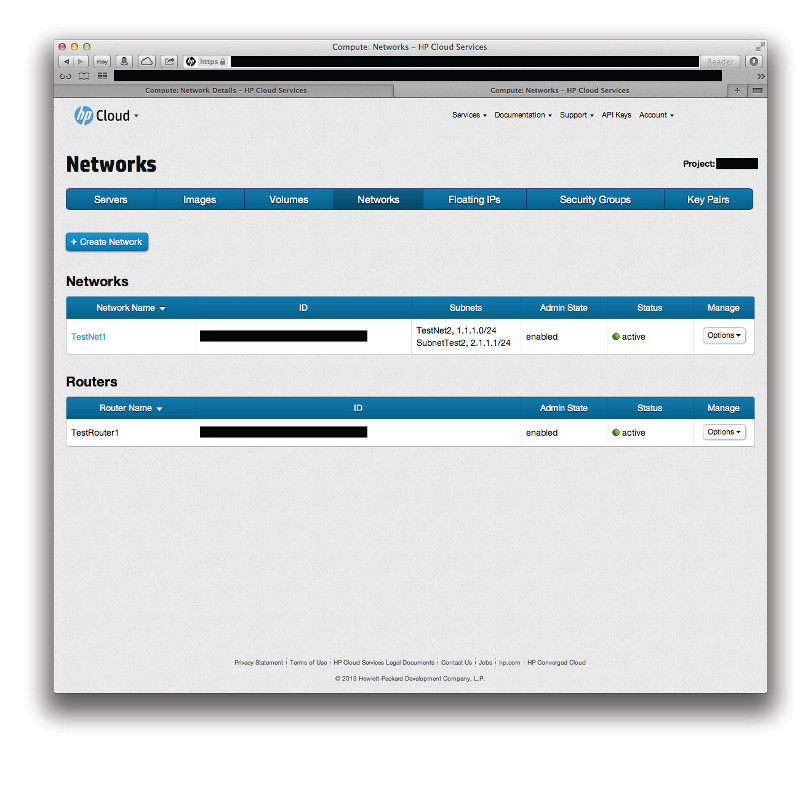 Compute: Networks – HP Cloud Services
ebay
hp https Reader
Compute: Network Details – HP Cloud Services Compute: Networks – HP Cloud Services +
hp Cloud Services Documentation Support API Keys Account
Networks Project:
Servers Images Volumes Networks Floating IPs Security Groups Key Pairs
+ Create Network
Networks
Network Name ID Subnets Admin State Status Manage
TestNet1 TestNet2, 1.1.1.0/24 enabled active Options
SubnetTest2, 2.1.1.1/24
Routers
Router Name ID Admin State Status Manage
TestRouter1 enabled active Options
Privacy Statement | Terms of Use | HP Cloud Services Legal Documents | Contact Us | Jobs | hp.com | HP Converged Cloud
© 2013 Hewlett-Packard Development Company, L.P.